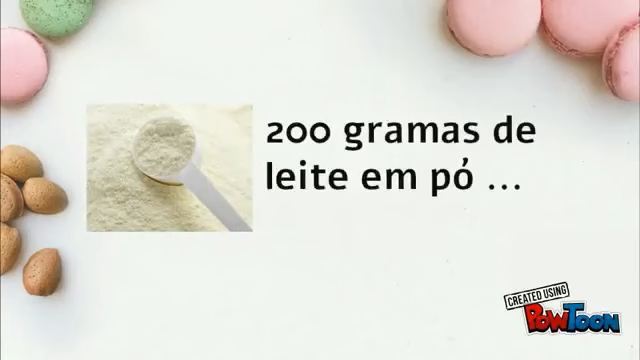 200 gramas de
leite em pó ...
CREATED USING
POWTOON